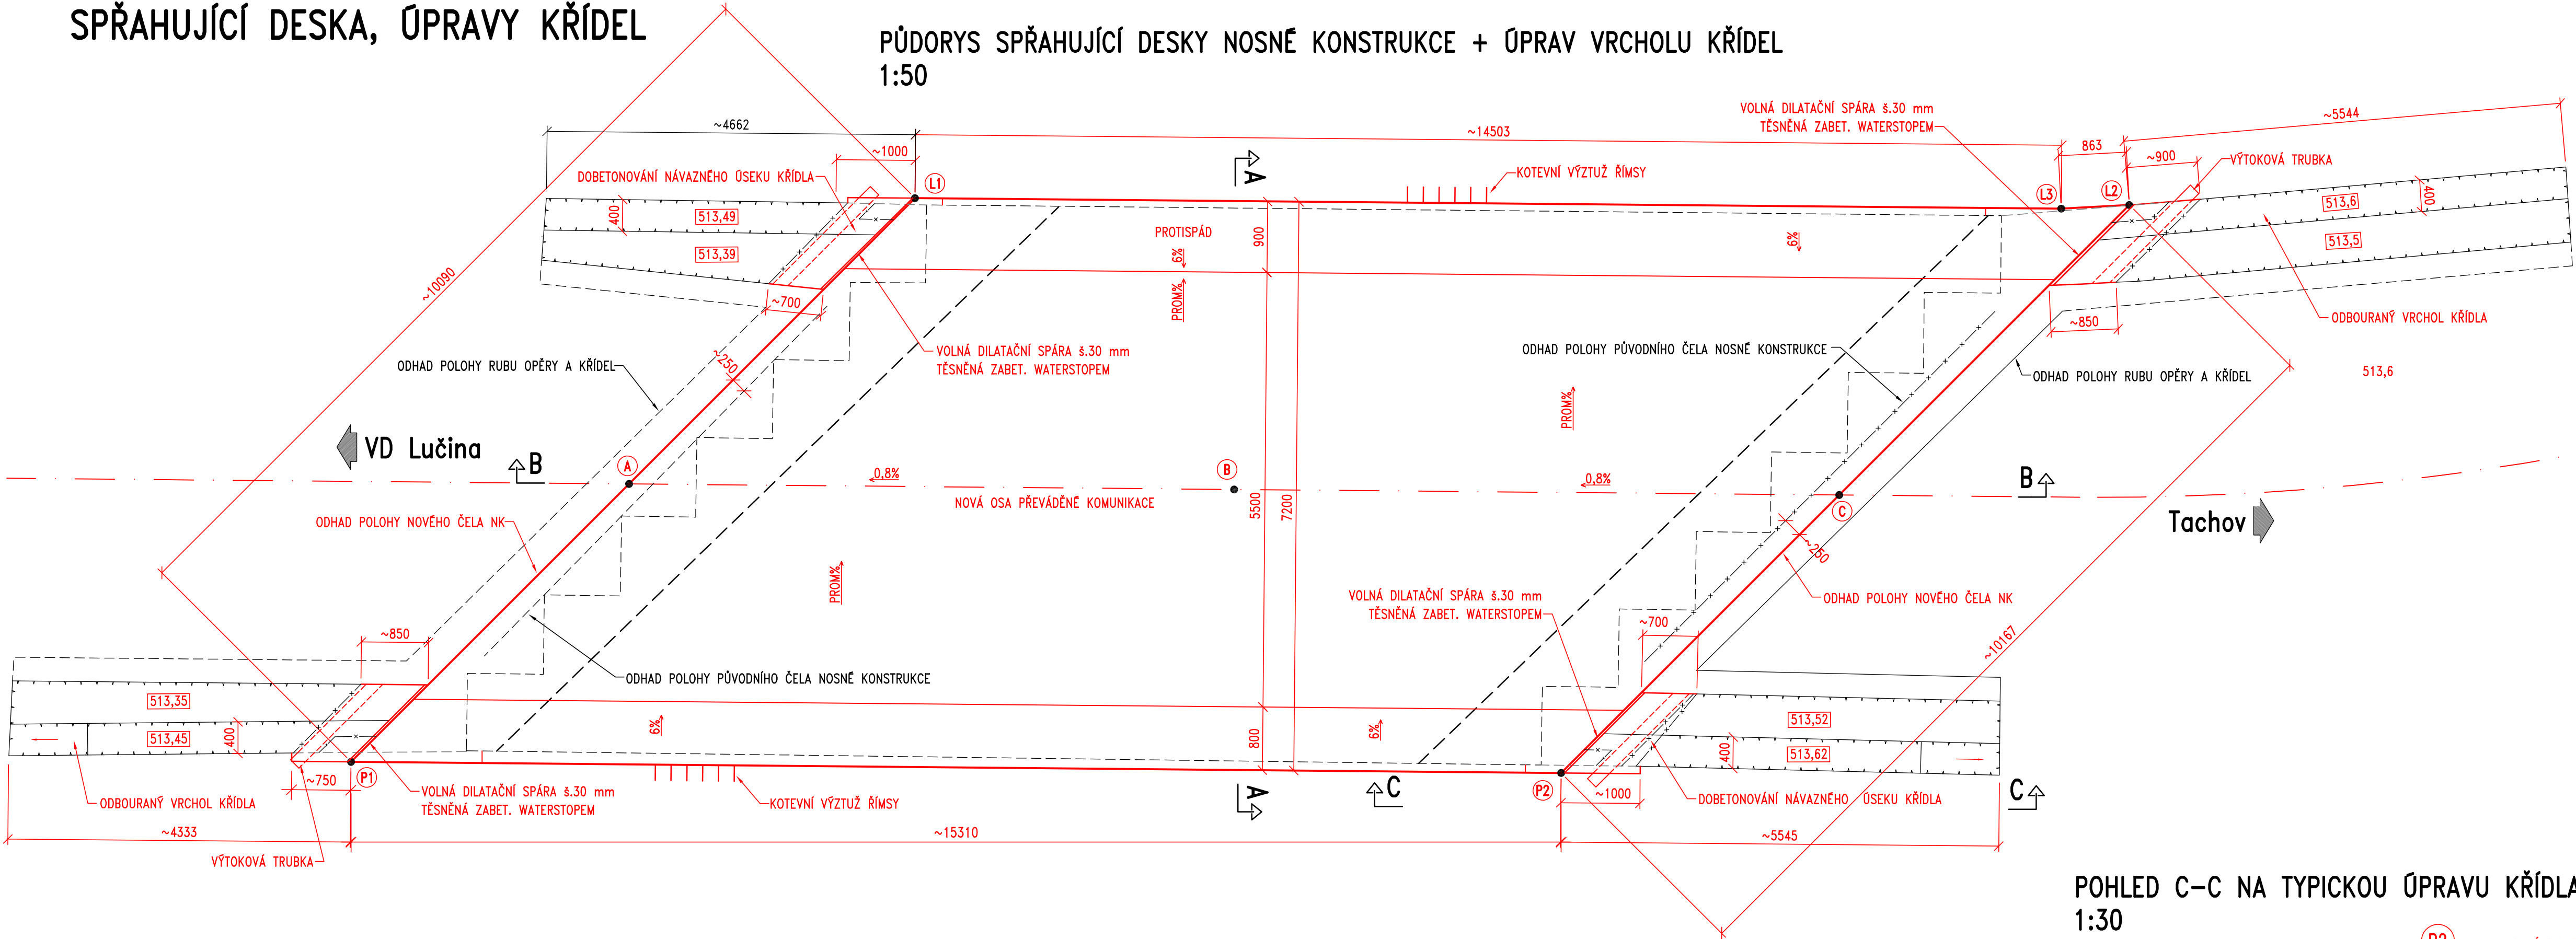 SPŘAHUJÍCÍ DESKA, ÚPRAVY KŘÍDEL
PŮDORYS SPŘAHUJÍCÍ DESKY NOSNÉ KONSTRUKCE + ÚPRAV VRCHOLU KŘÍDEL
1:50
~4662
~14503
VOLNÁ DILATAČNÍ SPÁRA š.30 mm
TĚSNĚNÁ ZABET. WATERSTOPEM
863
~5544
~900
VÝTOKOVÁ TRUBKA
~1000
DOBETONOVÁNÍ NÁVAZNÉHO ÚSEKU KŘÍDLA
L1
A
KOTEVNÍ VÝZTUŽ ŘÍMSY
L3
L2
400
513,49
513,39
513,6
513,5
400
PROTISPÁD
6%
PROM%
900
6%
~10090
~700
~850
ODBOURANÝ VRCHOL KŘÍDLA
VOLNÁ DILATAČNÍ SPÁRA š.30 mm
TĚSNĚNÁ ZABET. WATERSTOPEM
~250
ODHAD POLOHY RUBU OPĚRY A KŘÍDEL
ODHAD POLOHY PŮVODNÍHO ČELA NOSNÉ KONSTRUKCE
ODHAD POLOHY RUBU OPĚRY A KŘÍDEL
513,6
PROM%
VD Lučina
B
A
0,8%
B
0,8%
B
NOVÁ OSA PŘEVÁDĚNÉ KOMUNIKACE
5500
7200
C
Tachov
ODHAD POLOHY NOVÉHO ČELA NK
~250
PROM%
VOLNÁ DILATAČNÍ SPÁRA š.30 mm
TĚSNĚNÁ ZABET. WATERSTOPEM
ODHAD POLOHY NOVÉHO ČELA NK
~850
~700
~10167
ODHAD POLOHY PŮVODNÍHO ČELA NOSNÉ KONSTRUKCE
513,35
513,45
400
6%
800
6%
513,52
513,62
400
~750
P1
VOLNÁ DILATAČNÍ SPÁRA š.30 mm
TĚSNĚNÁ ZABET. WATERSTOPEM
ODBOURANÝ VRCHOL KŘÍDLA
KOTEVNÍ VÝZTUŽ ŘÍMSY
A
C
P2
~1000
DOBETONOVÁNÍ NÁVAZNÉHO ÚSEKU KŘÍDLA
C
~4333
~15310
~5545
VÝTOKOVÁ TRUBKA
POHLED C-C NA TYPICKOU ÚPRAVU KŘÍDLA
1:30